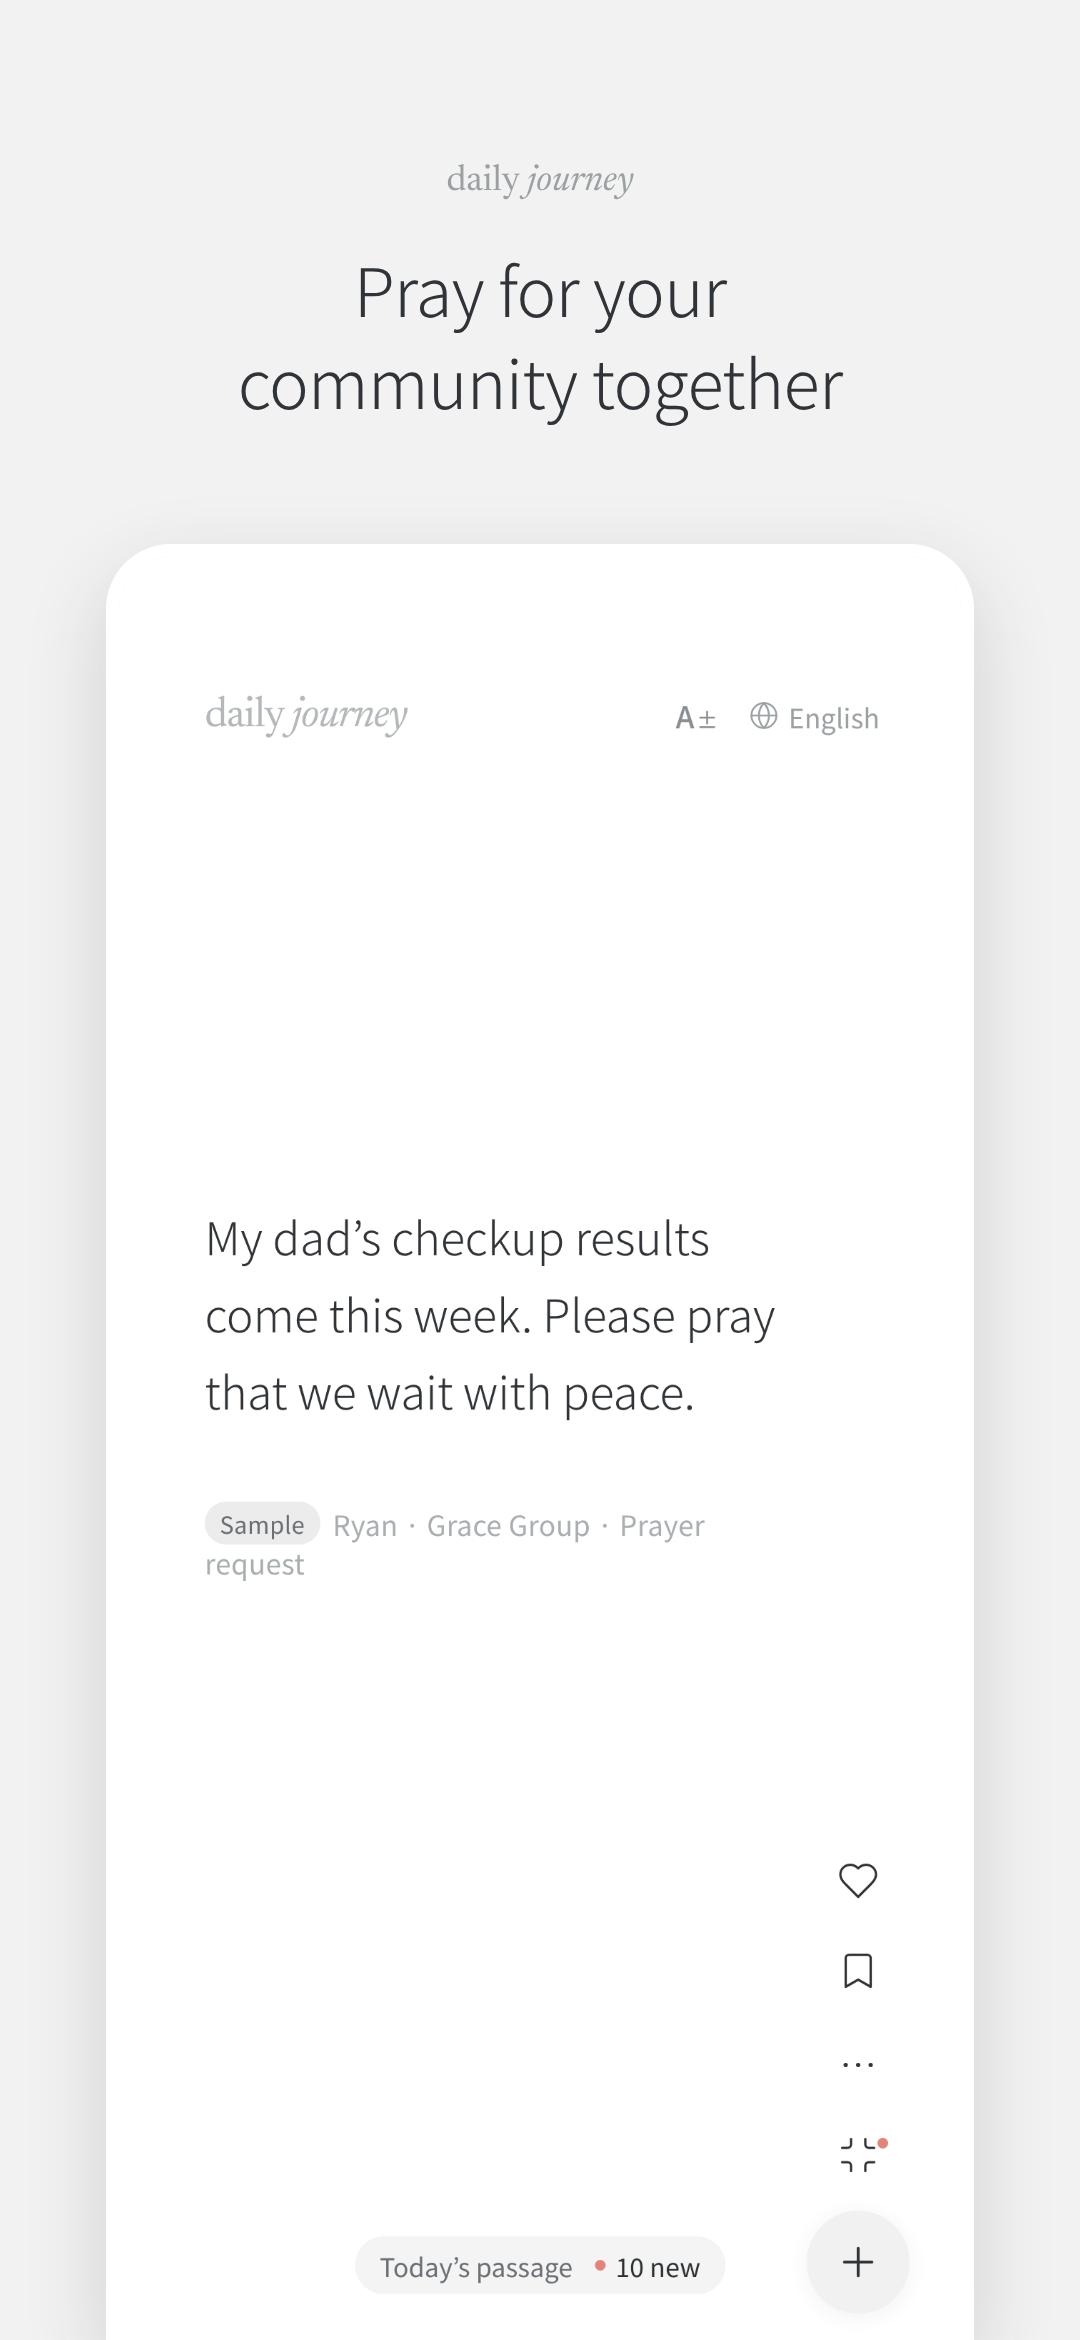 daily journey
Pray for your
community together
daily journey
A± English
My dad’s checkup results
come this week. Please pray
that we wait with peace.
Sample Ryan · Grace Group · Prayer
request
Today’s passage 10 new